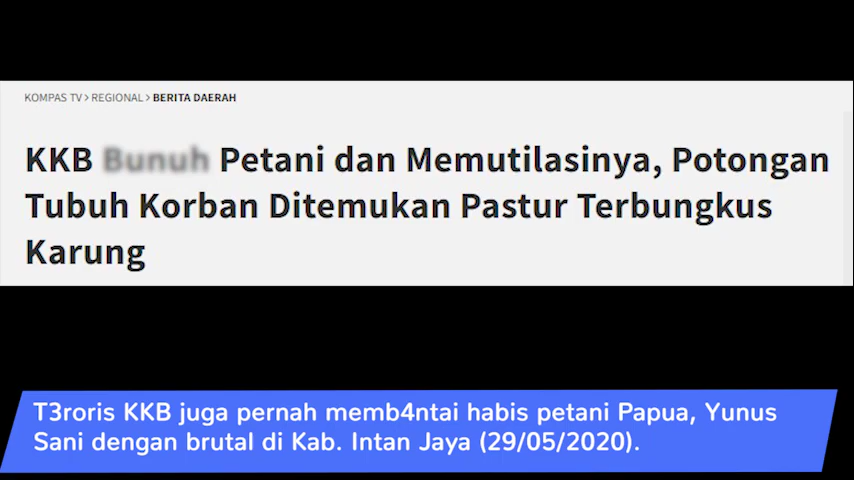 KOMPAS TV > REGIONAL > BERITA DAERAH
KKB Bunuh Petani dan Memutilasinya, Potongan
Tubuh Korban Ditemukan Pastur Terbungkus
Karung
T3roris KKB juga pernah memb4ntai habis petani Papua, Yunus
Sani dengan brutal di Kab. Intan Jaya (29/05/2020).